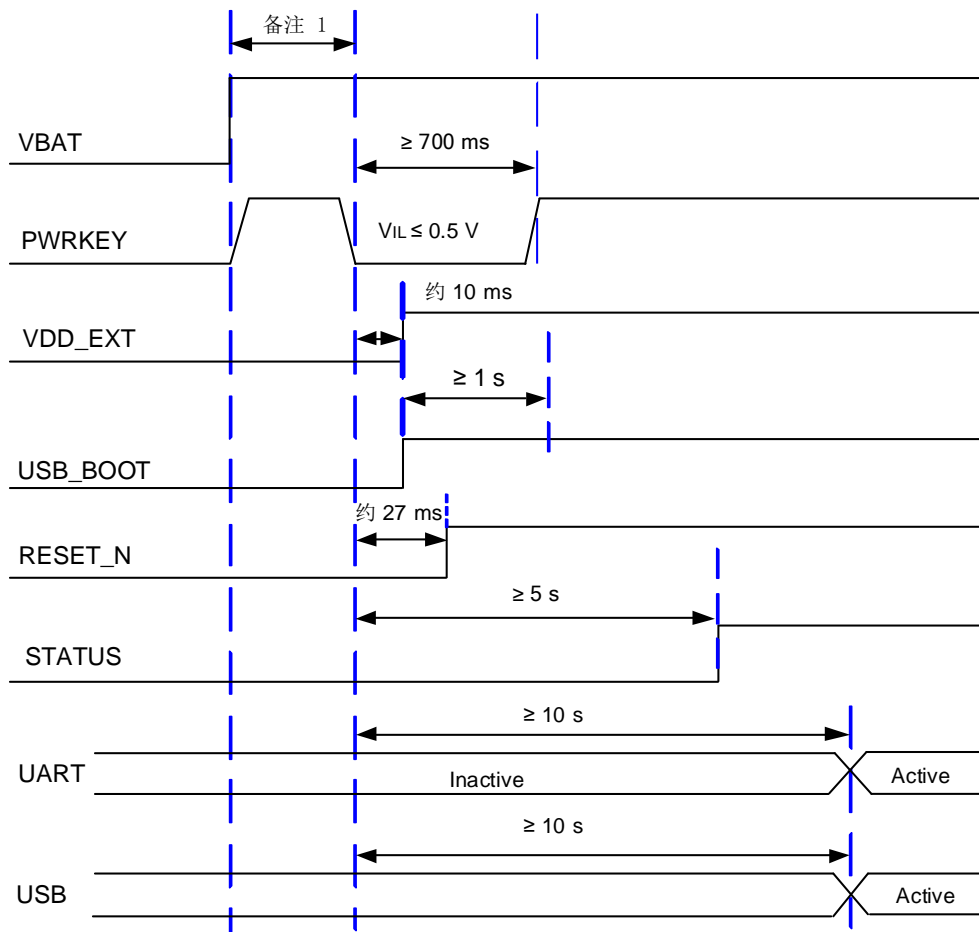 备注 1
VBAT
≥ 700 ms
PWRKEY
VIL ≤ 0.5 V
约 10 ms
VDD_EXT
≥ 1 s
USB_BOOT
约 27 ms
RESET_N
≥ 5 s
STATUS
≥ 10 s
UART
Inactive
Active
≥ 10 s
USB
Active